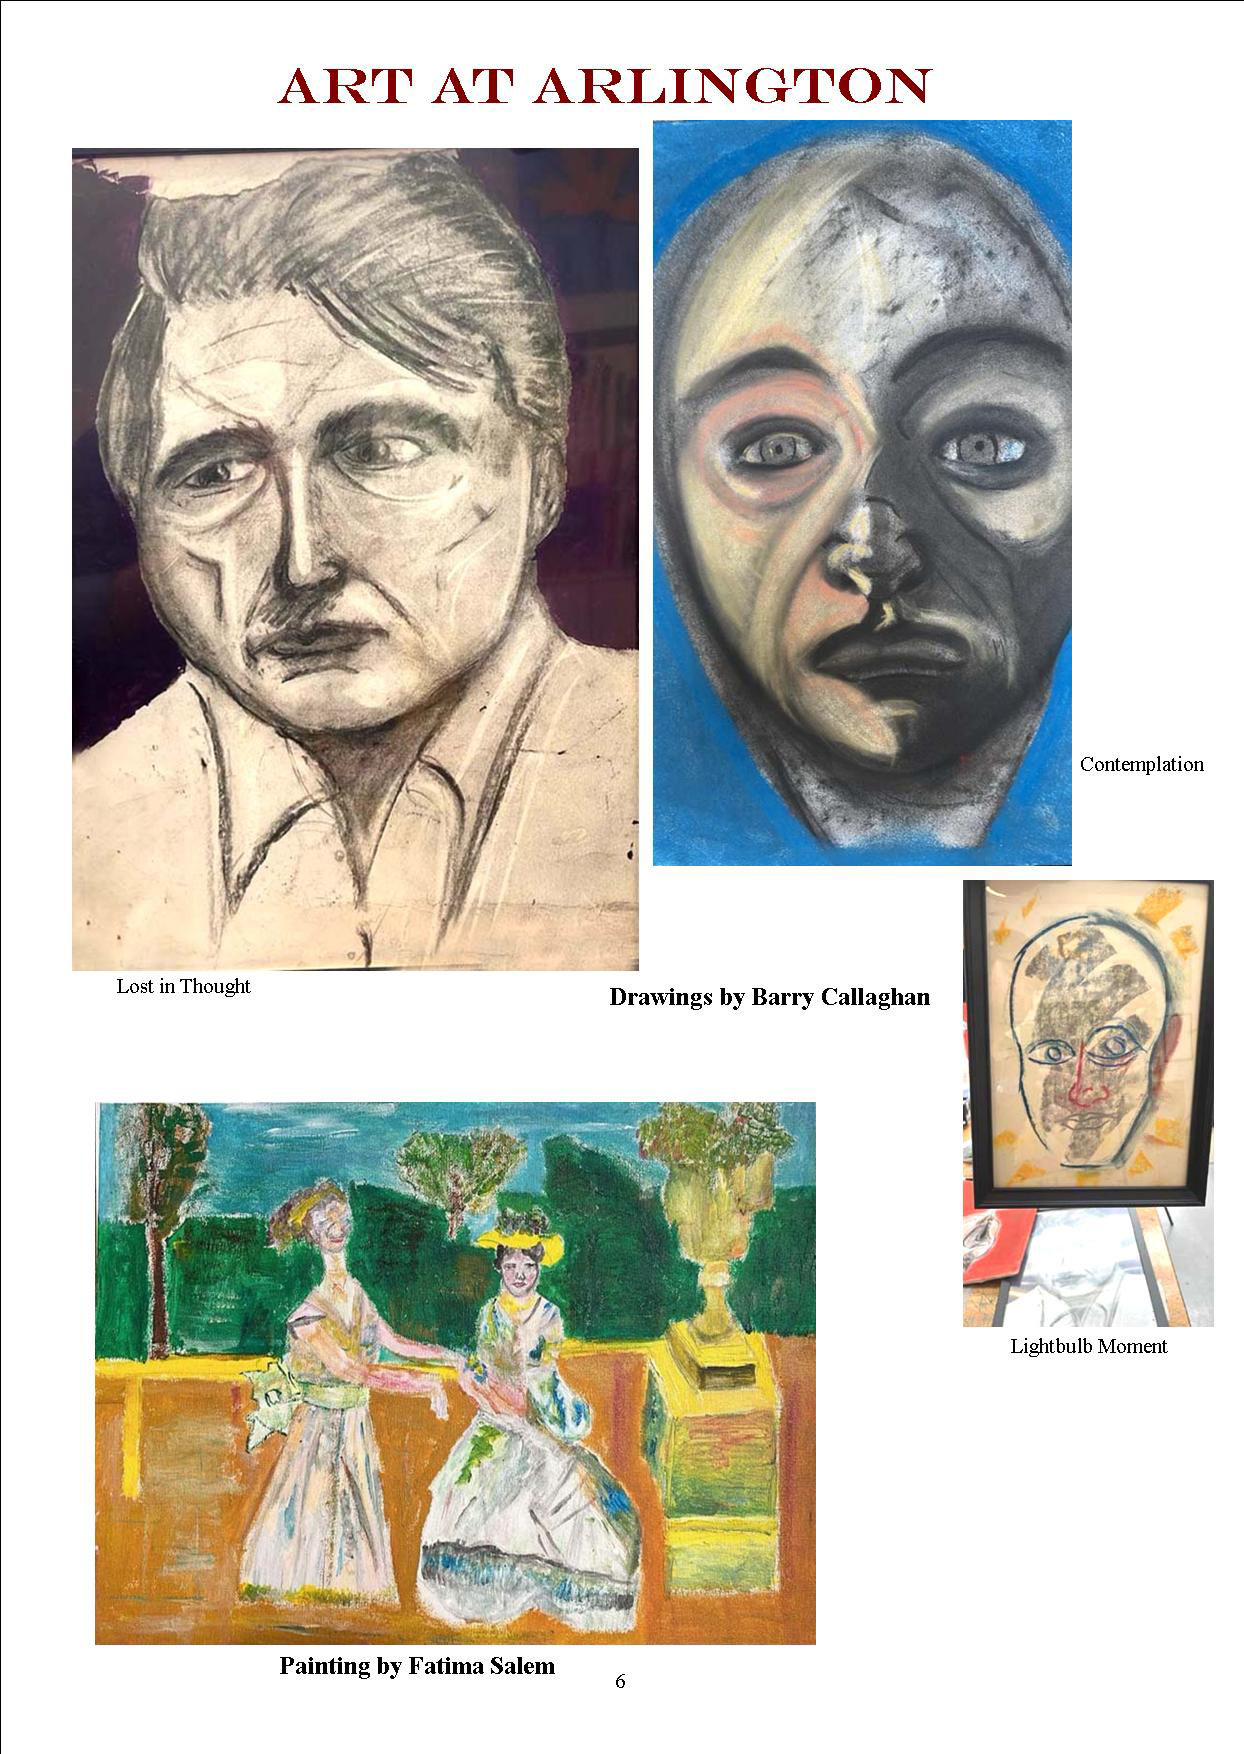 ART AT ARLINGTON
Contemplation
Lost in Thought
Drawings by Barry Callaghan
Lightbulb Moment
Painting by Fatima Salem
6